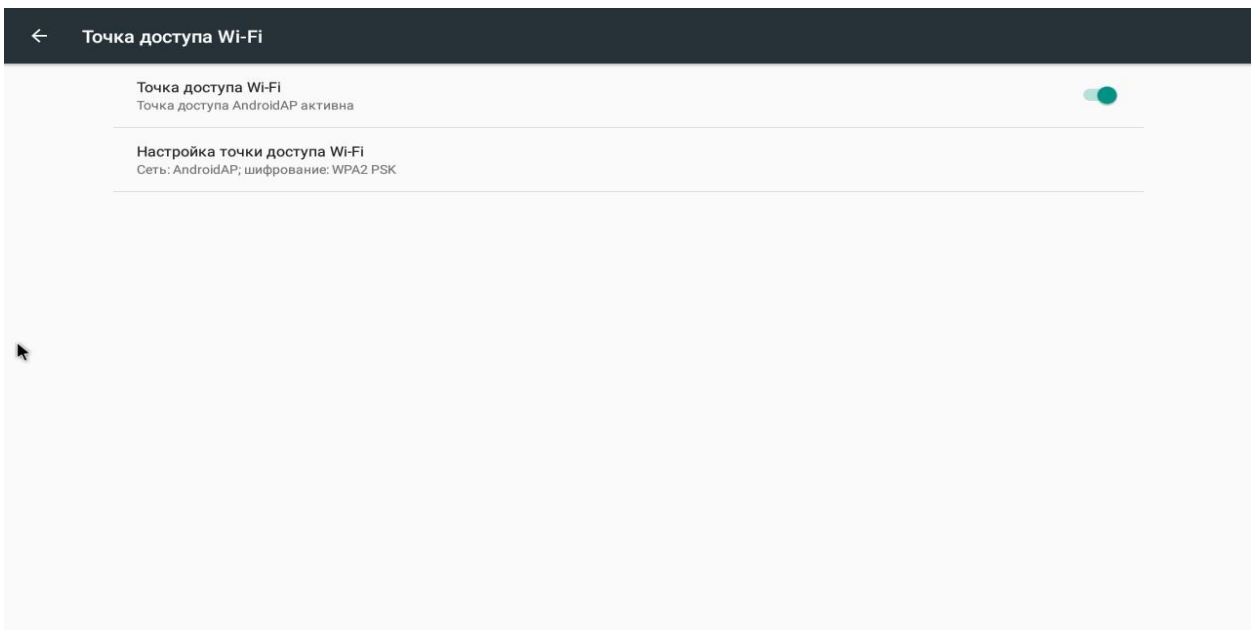 Точка доступа Wi-Fi
Точка доступа Wi-Fi
Точка доступа AndroidAP активна
Настройка точки доступа Wi-Fi
Сеть: AndroidAP; шифрование: WPA2 PSK